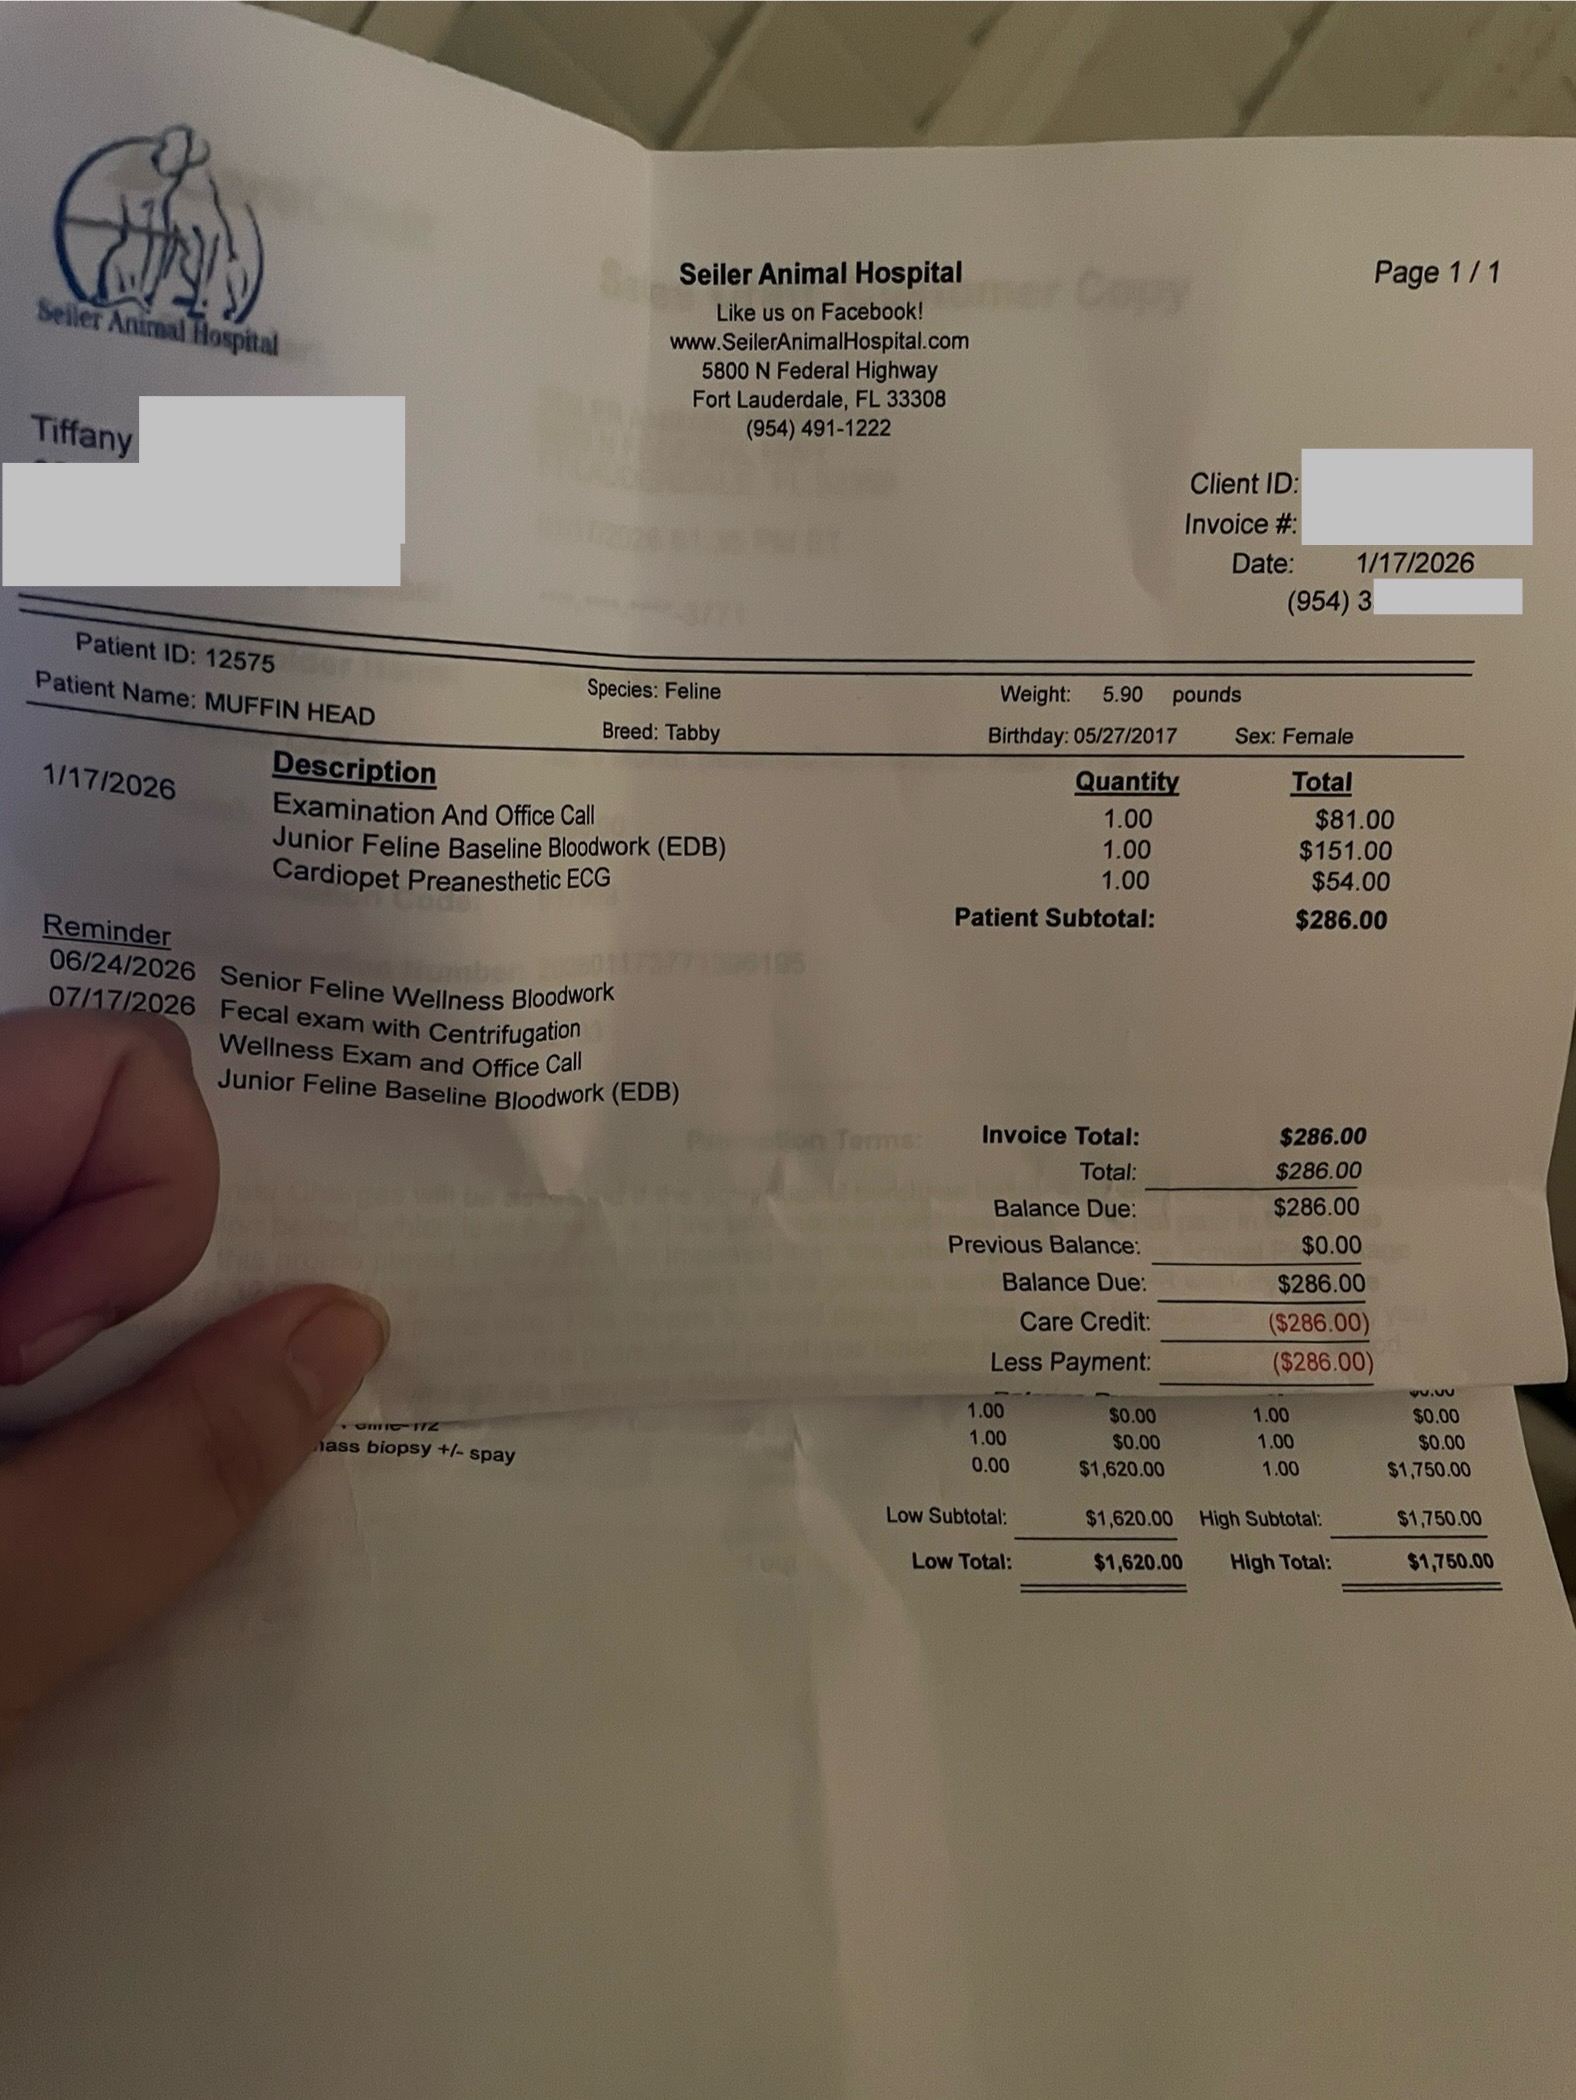 Seiler Animal Hospital
Seiler Animal Hospital
Like us on Facebook!
www.SeilerAnimalHospital.com
5800 N Federal Highway
Fort Lauderdale, FL 33308
(954) 491-1222
Page 1 / 1
Tiffany
Client ID:
Invoice #:
Date: 1/17/2026
(954) 3
Patient ID: 12575
Patient Name: MUFFIN HEAD
Species: Feline
Breed: Tabby
Weight: 5.90 pounds
Birthday: 05/27/2017 Sex: Female
1/17/2026 Description Quantity Total
Examination And Office Call 1.00 $81.00
Junior Feline Baseline Bloodwork (EDB) 1.00 $151.00
Cardiopet Preanesthetic ECG 1.00 $54.00
Patient Subtotal: $286.00
Reminder
06/24/2026 Senior Feline Wellness Bloodwork
07/17/2026 Fecal exam with Centrifugation
Wellness Exam and Office Call
Junior Feline Baseline Bloodwork (EDB)
Invoice Total: $286.00
Total: $286.00
Balance Due: $286.00
Previous Balance: $0.00
Balance Due: $286.00
Care Credit: ($286.00)
Less Payment: ($286.00)
1.00 $0.00 1.00 $0.00
biopsy +/- spay 1.00 $0.00 1.00 $0.00
0.00 $1,620.00 1.00 $1,750.00
Low Subtotal: $1,620.00 High Subtotal: $1,750.00
Low Total: $1,620.00 High Total: $1,750.00